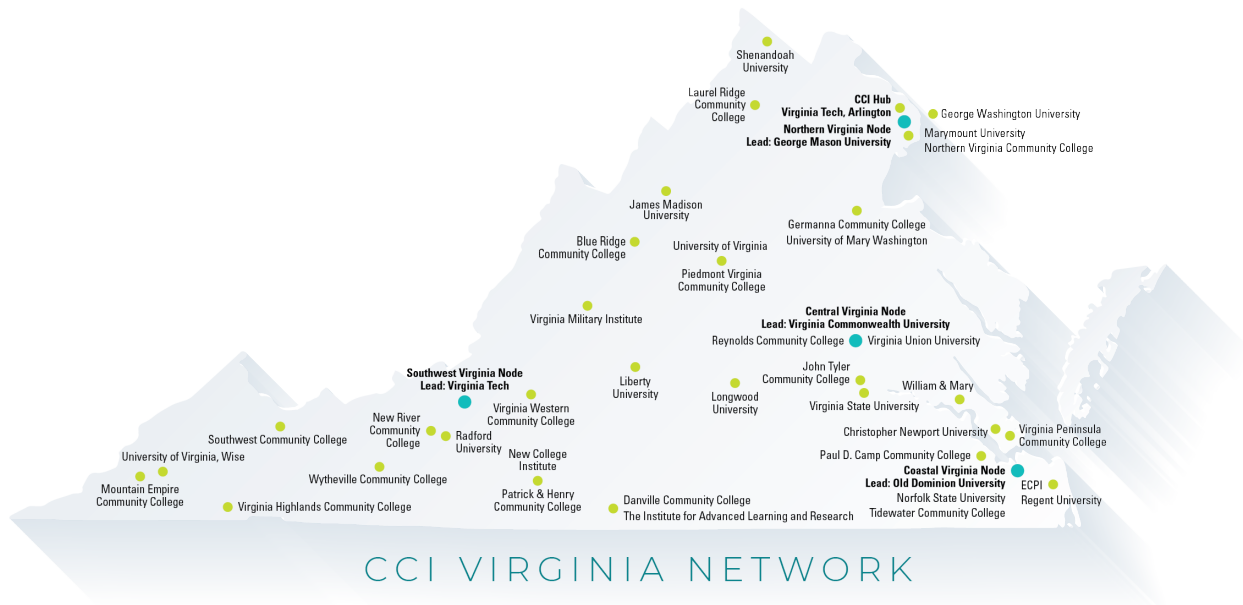 Shenandoah
University
Laurel Ridge
Community
College
CCI Hub
Virginia Tech, Arlington
Northern Virginia Node
Lead: George Mason University
George Washington University
Marymount University
Northern Virginia Community College
James Madison
University
Germanna Community College
University of Mary Washington
Blue Ridge
Community College
University of Virginia
Piedmont Virginia
Community College
Virginia Military Institute
Central Virginia Node
Lead: Virginia Commonwealth University
Reynolds Community College
Virginia Union University
John Tyler
Community College
Virginia State University
William & Mary
Southwest Virginia Node
Lead: Virginia Tech
Liberty
University
Longwood
University
Virginia Western
Community College
New River
Community
College
Radford
University
Southwest Community College
University of Virginia, Wise
Mountain Empire
Community College
Wytheville Community College
Virginia Highlands Community College
New College
Institute
Patrick & Henry
Community College
Danville Community College
The Institute for Advanced Learning and Research
Christopher Newport University
Virginia Peninsula
Community College
Paul D. Camp Community College
Coastal Virginia Node
Lead: Old Dominion University
Norfolk State University
Tidewater Community College
ECPI
Regent University
CCI VIRGINIA NETWORK